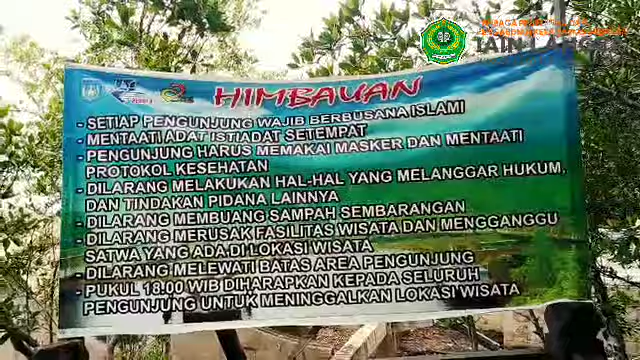 IAIN LANGSA
HIMBAUAN
- SETIAP PENGUNJUNG WAJIB BERBUSANA ISLAMI
- MENTAATI ADAT ISTIADAT SETEMPAT
- PENGUNJUNG HARUS MEMAKAI MASKER DAN MENTAATI
PROTOKOL KESEHATAN
- DILARANG MELAKUKAN HAL-HAL YANG MELANGGAR HUKUM,
DAN TINDAKAN PIDANA LAINNYA
- DILARANG MEMBUANG SAMPAH SEMBARANGAN
- DILARANG MERUSAK FASILITAS WISATA DAN MENGGANGGU
SATWA YANG ADA DI LOKASI WISATA
- DILARANG MELEWATI BATAS AREA PENGUNJUNG
- PUKUL 18.00 WIB DIHARAPKAN KEPADA SELURUH
PENGUNJUNG UNTUK MENINGGALKAN LOKASI WISATA